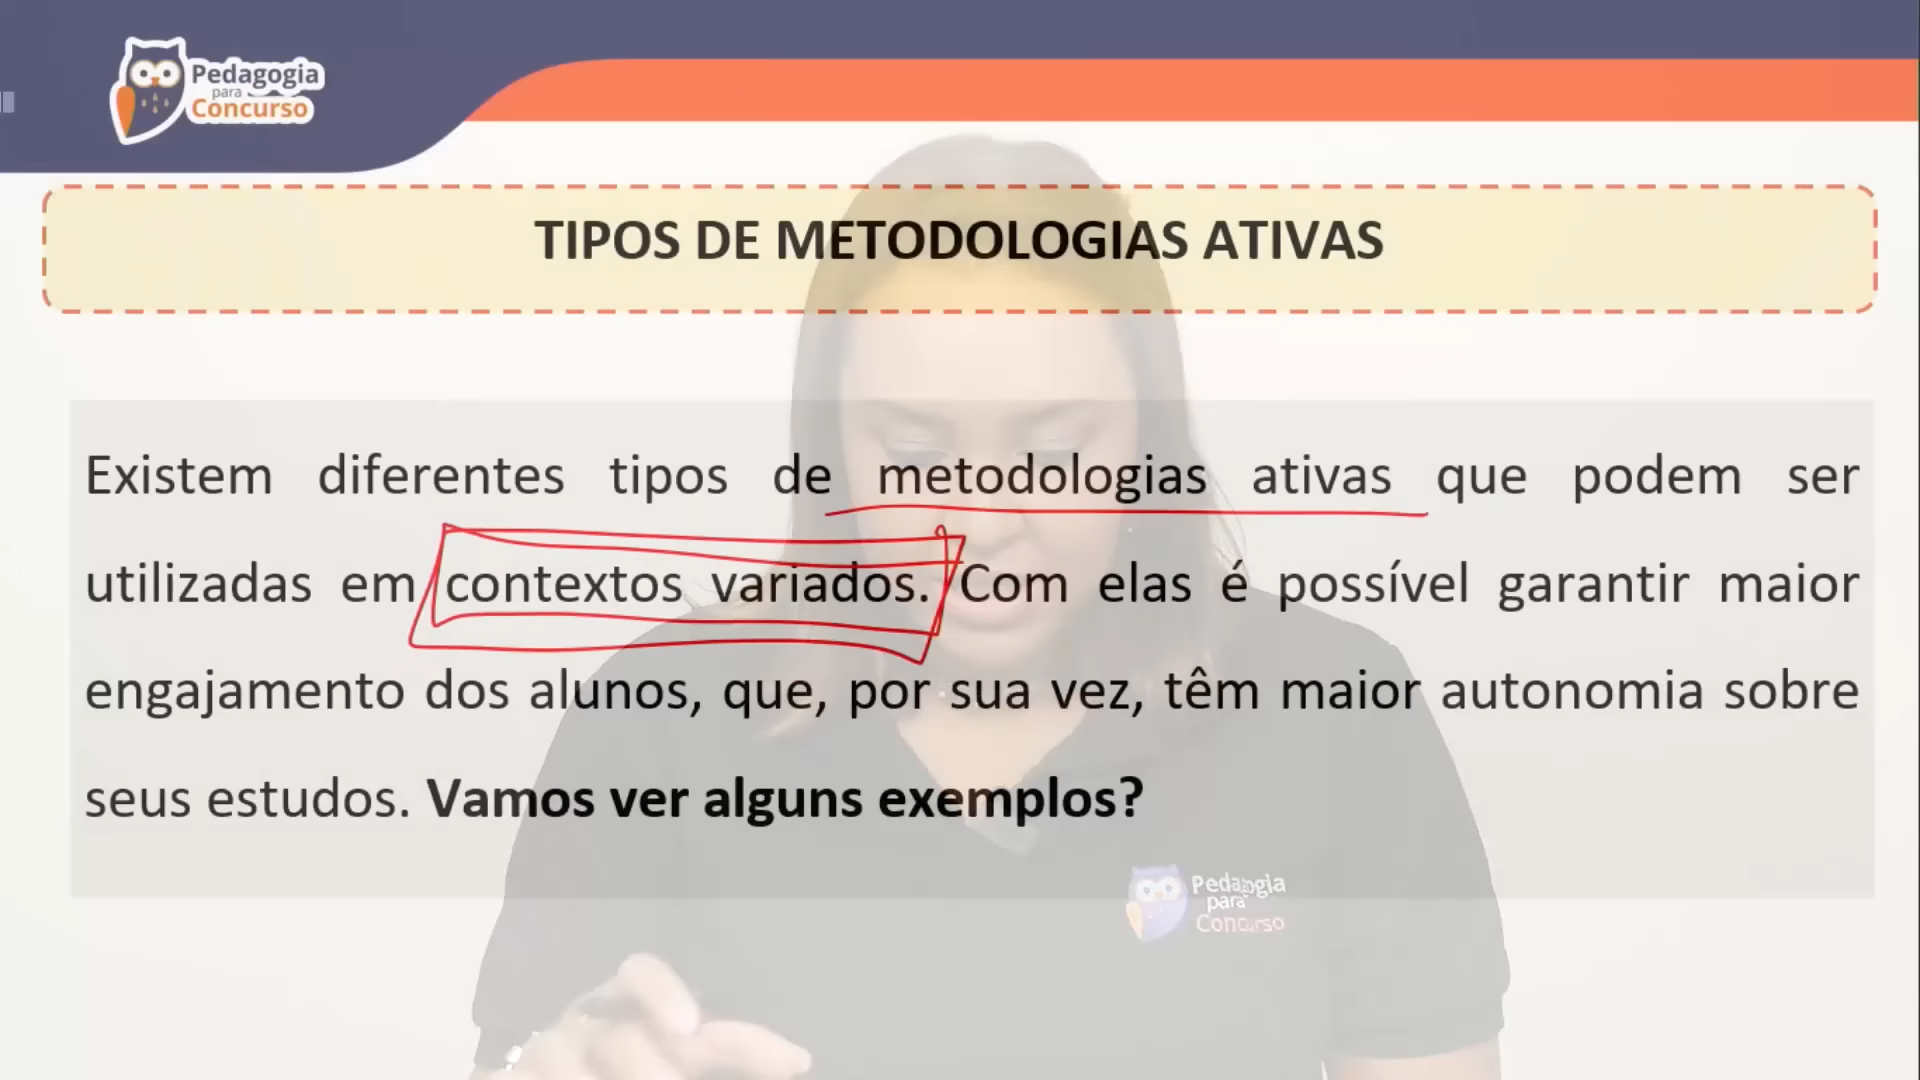 Pedagogia
para
Concurso
TIPOS DE METODOLOGIAS ATIVAS
Existem diferentes tipos de metodologias ativas que podem ser
utilizadas em contextos variados. Com elas é possível garantir maior
engajamento dos alunos, que, por sua vez, têm maior autonomia sobre
seus estudos. Vamos ver alguns exemplos?
Pedagogia
para
Concurso